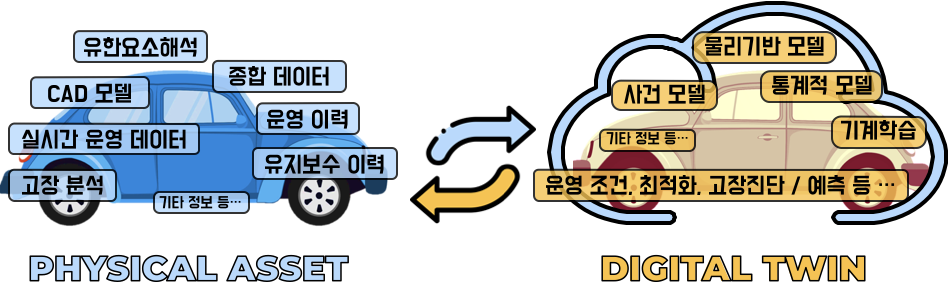 유한요소해석
종합 데이터
CAD 모델
운영 이력
실시간 운영 데이터
유지보수 이력
고장 분석
기타 정보 등…
PHYSICAL ASSET
물리기반 모델
통계적 모델
사건 모델
기계학습
기타 정보 등…
운영 조건, 최적화, 고장진단 / 예측 등 …
DIGITAL TWIN